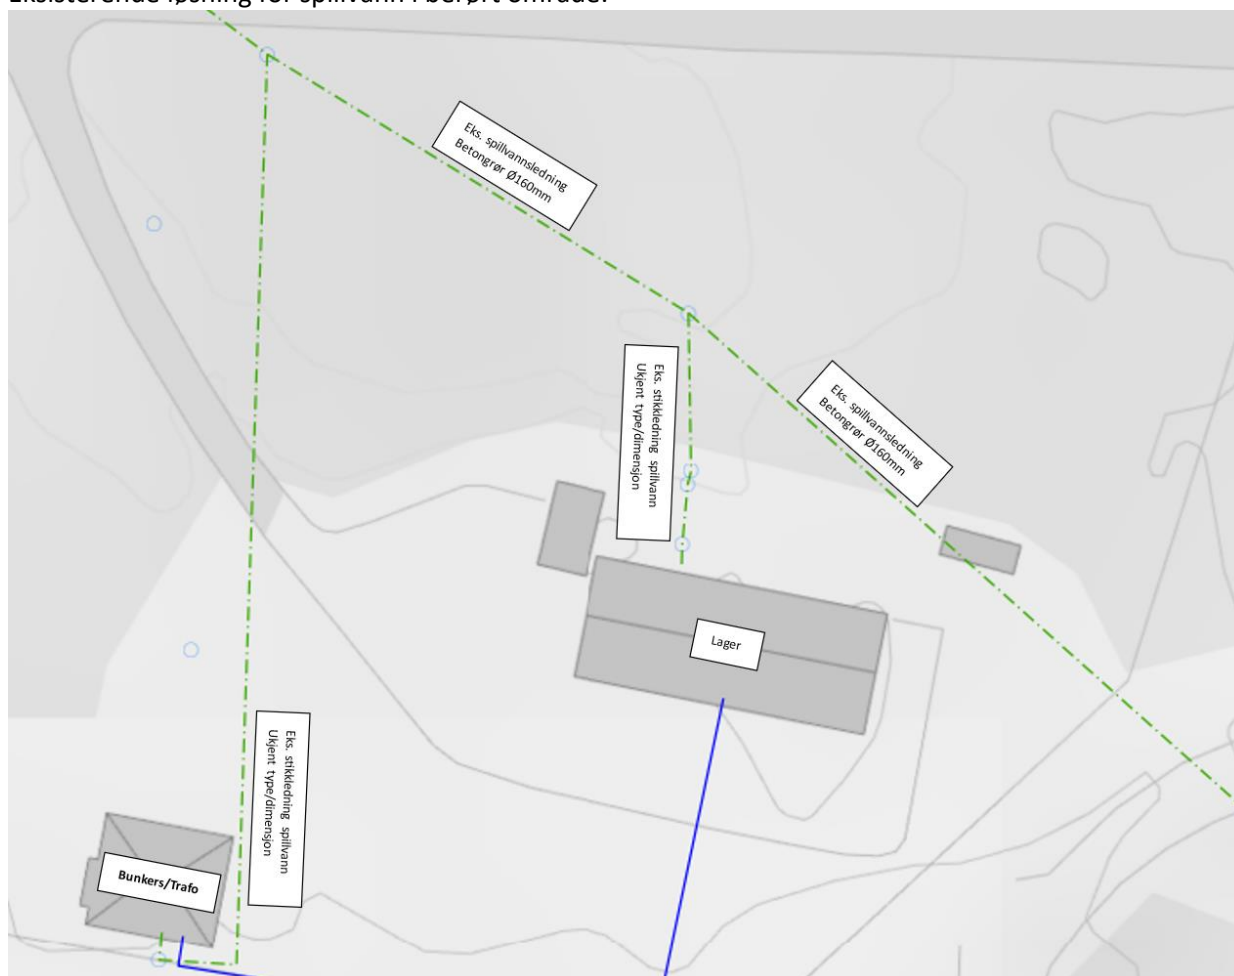 Eksisterende løsning for spillvann i berørt område:
Eks. spillvannsledning
Betongrør Ø160mm
Eks. stikkledning spillvann
Ukjent type/dimensjon
Eks. spillvannsledning
Betongrør Ø160mm
Lager
Eks. stikkledning spillvann
Ukjent type/dimensjon
Bunkers/Trafo